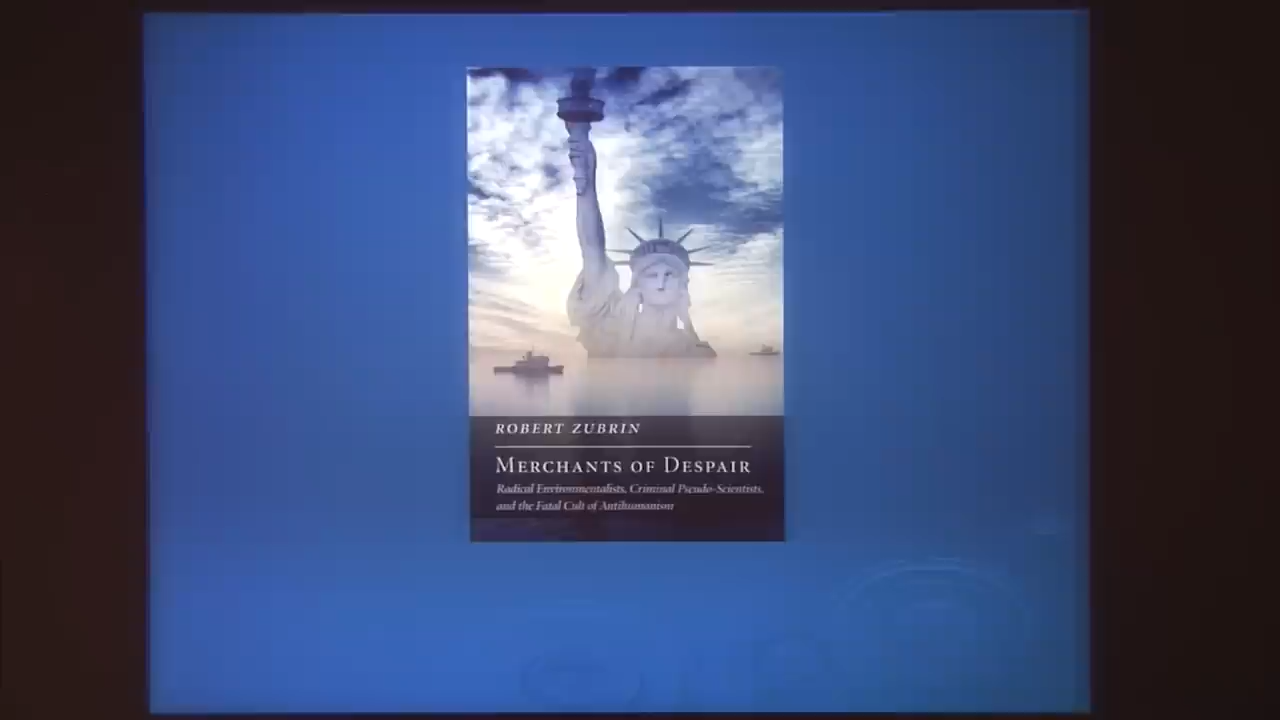 ROBERT ZUBRIN
MERCHANTS OF DESPAIR
Radical Environmentalists, Criminal Pseudo-Scientists,
and the Fatal Cult of Antihumanism